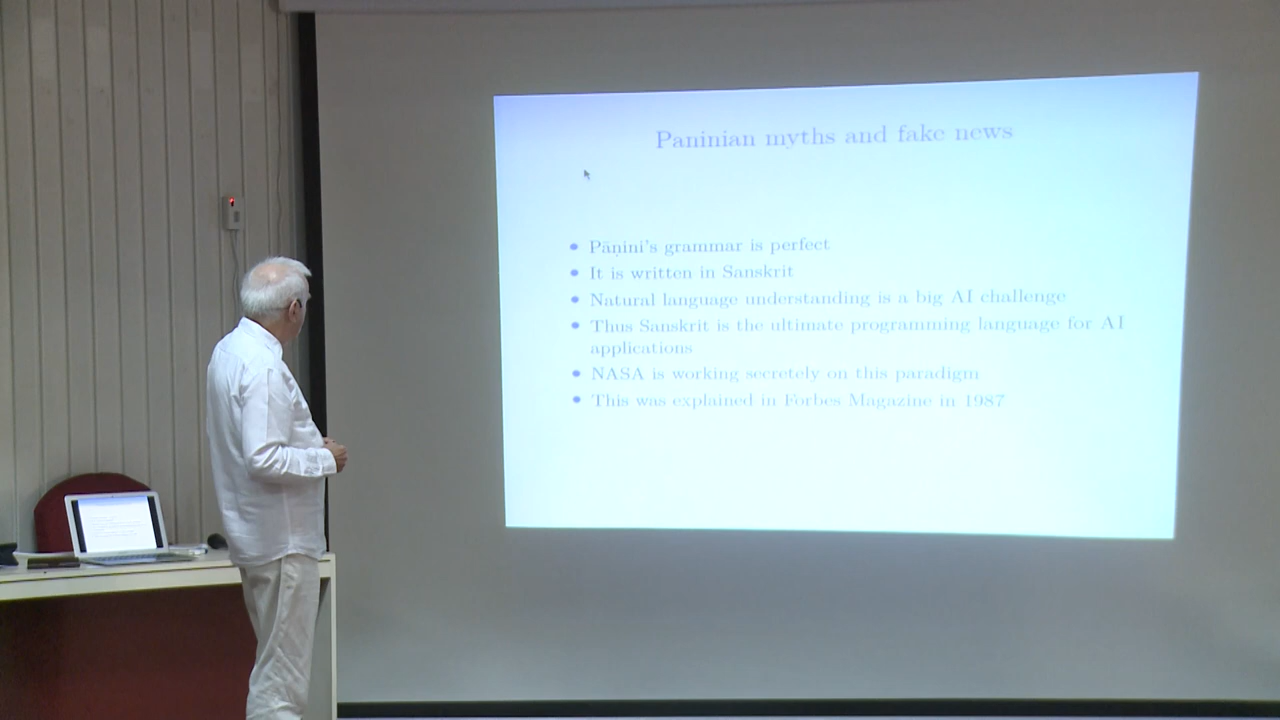 Paninian myths and fake news
• Pāṇini's grammar is perfect
• It is written in Sanskrit
• Natural language understanding is a big AI challenge
• Thus Sanskrit is the ultimate programming language for AI
applications
• NASA is working secretely on this paradigm
• This was explained in Forbes Magazine in 1987